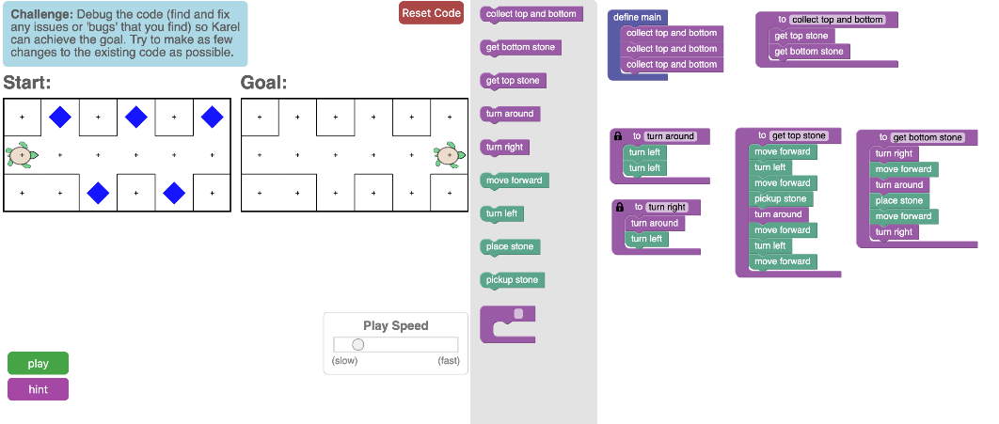 Challenge: Debug the code (find and fix
any issues or 'bugs' that you find) so Karel
can achieve the goal. Try to make as few
changes to the existing code as possible.
Reset Code
Start:
Goal:
Play Speed
(slow)
(fast)
play
hint
collect top and bottom
get bottom stone
get top stone
turn around
turn right
move forward
turn left
place stone
pickup stone
define main
collect top and bottom
collect top and bottom
collect top and bottom
to collect top and bottom
get top stone
get bottom stone
to turn around
turn left
turn left
to turn right
turn around
turn left
to get top stone
move forward
turn left
move forward
pickup stone
turn around
move forward
turn left
move forward
to get bottom stone
turn right
move forward
turn around
place stone
move forward
turn right